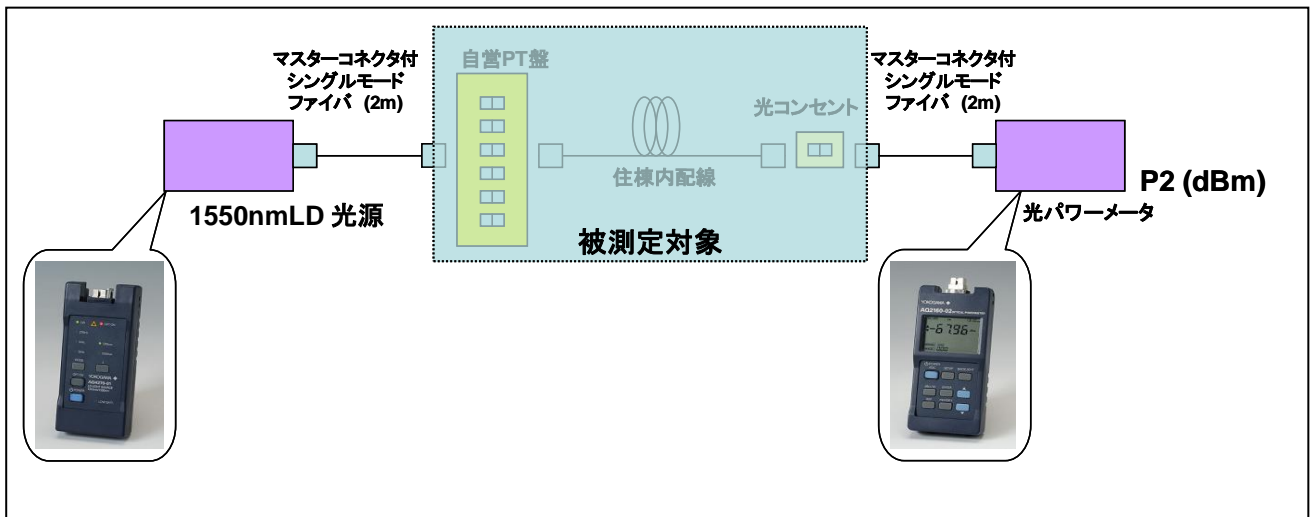 マスターコネクタ付
シングルモード
ファイバ (2m)
自営PT盤
光コンセント
マスターコネクタ付
シングルモード
ファイバ (2m)
住棟内配線
1550nmLD 光源
被測定対象
P2 (dBm)
光パワーメータ
YOKOGAWA
YOKOGAWA
AQ2160-02
-67.96